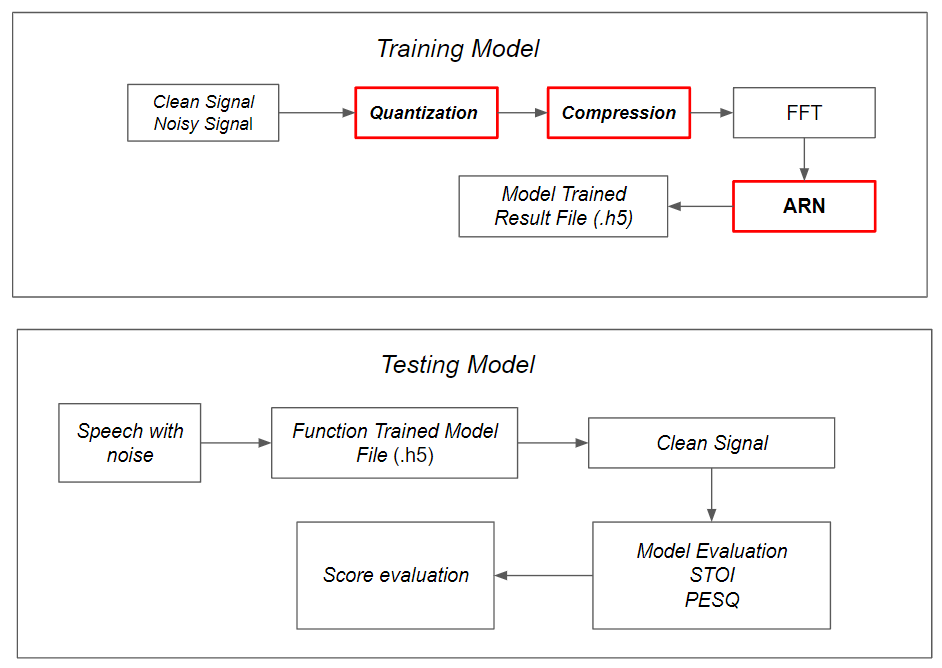 Training Model
Clean Signal
Noisy Signal
Quantization
Compression
FFT
ARN
Model Trained
Result File (.h5)
Testing Model
Speech with
noise
Function Trained Model
File (.h5)
Clean Signal
Model Evaluation
STOI
PESQ
Score evaluation